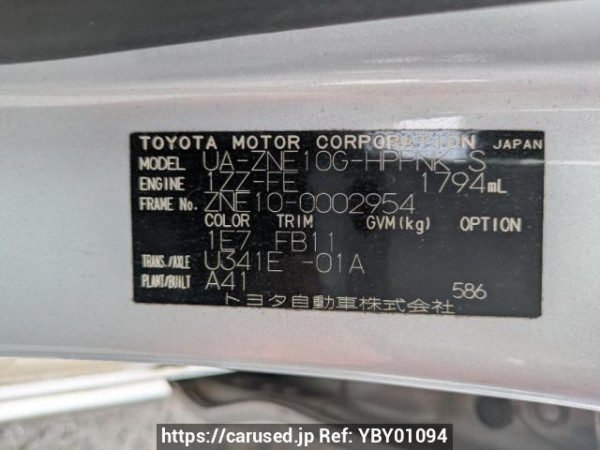 TOYOTA MOTOR CORPORATION JAPAN
MODEL UA-ZNE10G-HPPNK-S
ENGINE 1ZZ-FE 1794mL
FRAME No. ZNE10-0002954
COLOR TRIM GVM(kg) OPTION
1E7 FB11
TRANS./AXLE U341E -01A
PLANT/BUILT A41 586
トヨタ自動車株式会社
https://carused.jp Ref: YBY01094